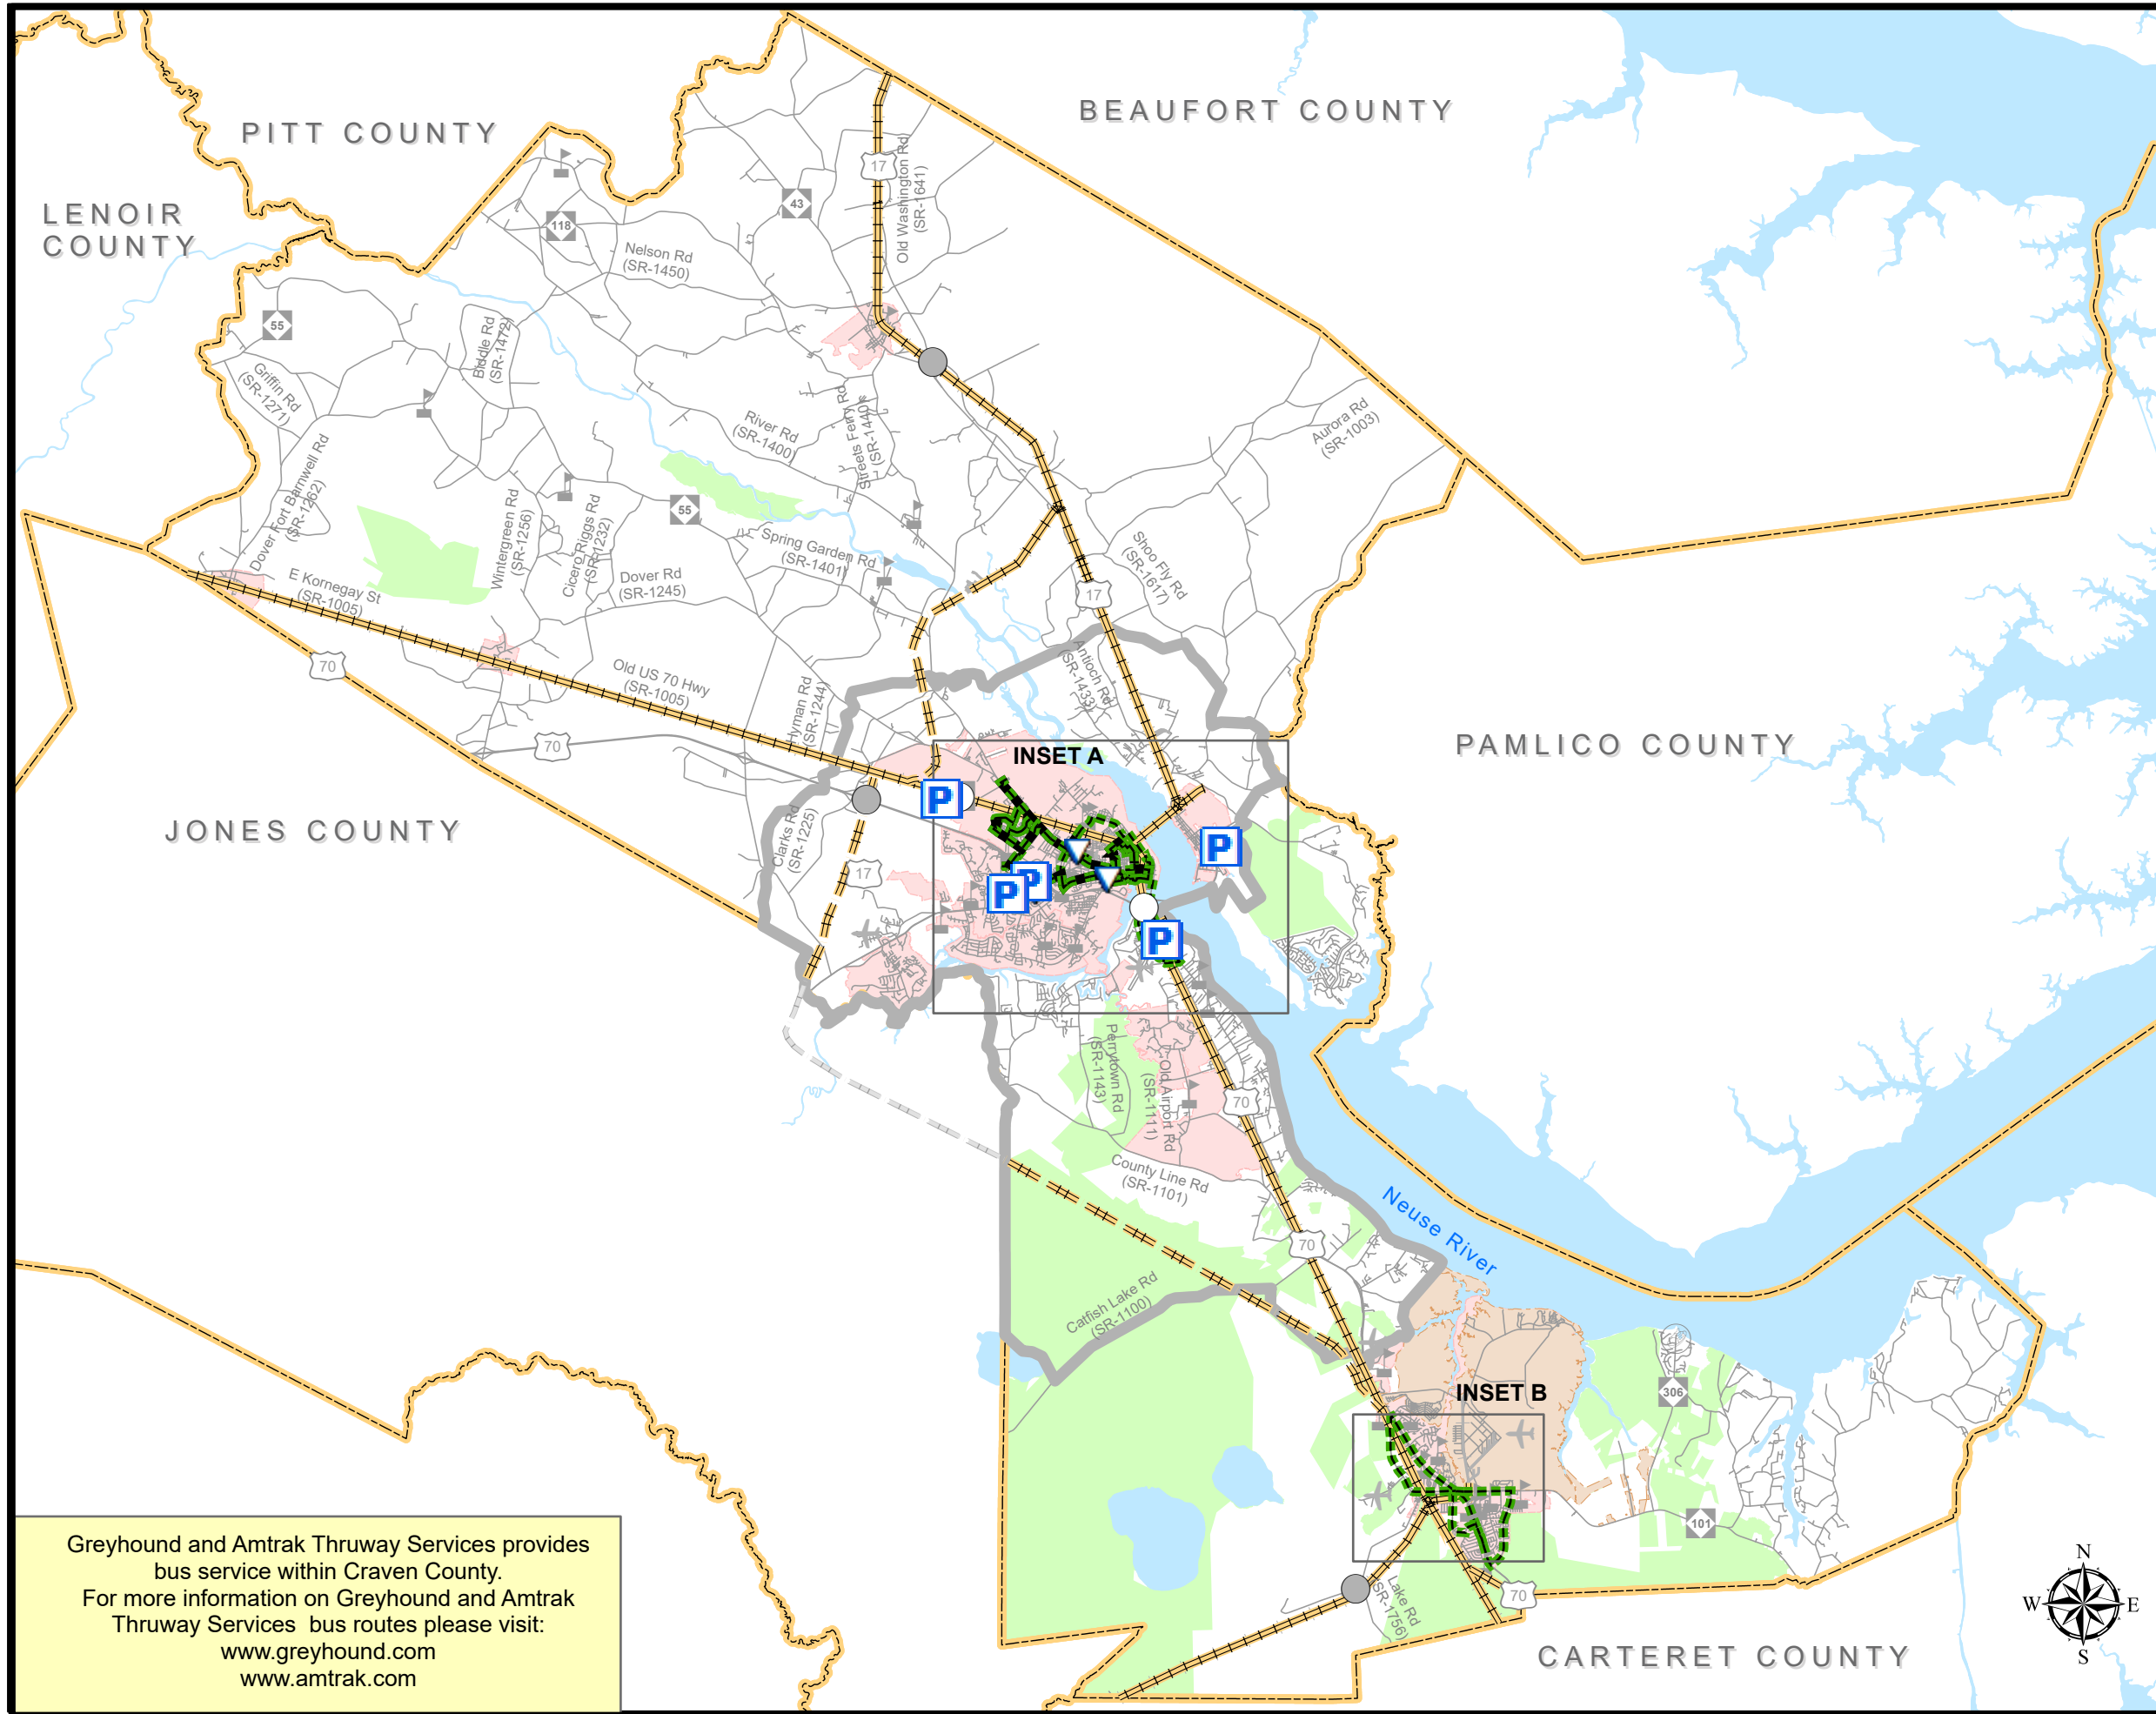 BEAUFORT COUNTY
PITT COUNTY
LENOIR
COUNTY
17
Old Washington Rd
(SR-1641)
43
118
Nelson Rd
(SR-1450)
55
Biddle Rd
(SR-1472)
Griffin Rd
(SR-1271)
River Rd
(SR-1400)
Streets Ferry Rd
(SR-1440)
Aurora Rd
(SR-1003)
Dover Fort Barnwell Rd
(SR-1262)
Wintergreen Rd
(SR-1256)
Cicero Riggs Rd
(SR-1232)
55
Spring Garden Rd
(SR-1401)
Dover Rd
(SR-1245)
E Kornegay St
(SR-1005)
Shoo Fly Rd
(SR-1617)
17
70
Old US 70 Hwy
(SR-1005)
Hyman Rd
(SR-1244)
Antioch Rd
(SR-1433)
70
INSET A
PAMLICO COUNTY
JONES COUNTY
P
Clarks Rd
(SR-1225)
P
17
P
P
P
Perrytown Rd
(SR-1143)
Old Airport Rd
(SR-1111)
70
County Line Rd
(SR-1101)
Neuse River
70
Catfish Lake Rd
(SR-1100)
INSET B
306
101
Lake Rd
(SR-1756)
70
CARTERET COUNTY
N
W
E
S
Greyhound and Amtrak Thruway Services provides
bus service within Craven County.
For more information on Greyhound and Amtrak
Thruway Services bus routes please visit:
www.greyhound.com
www.amtrak.com